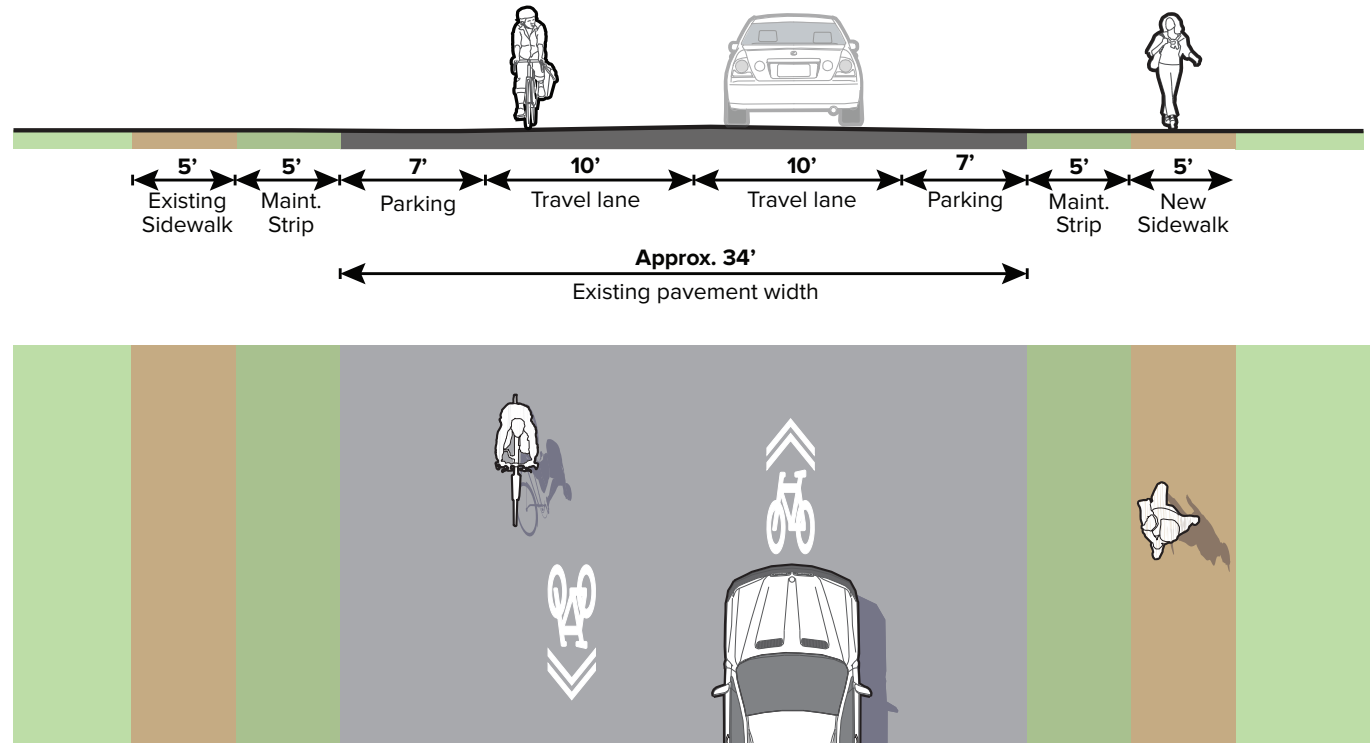 5’ 5’ 7’ 10’ 10’ 7’ 5’ 5’
Existing Sidewalk
Maint. Strip
Parking
Travel lane
Travel lane
Parking
Maint. Strip
New Sidewalk
Approx. 34’
Existing pavement width